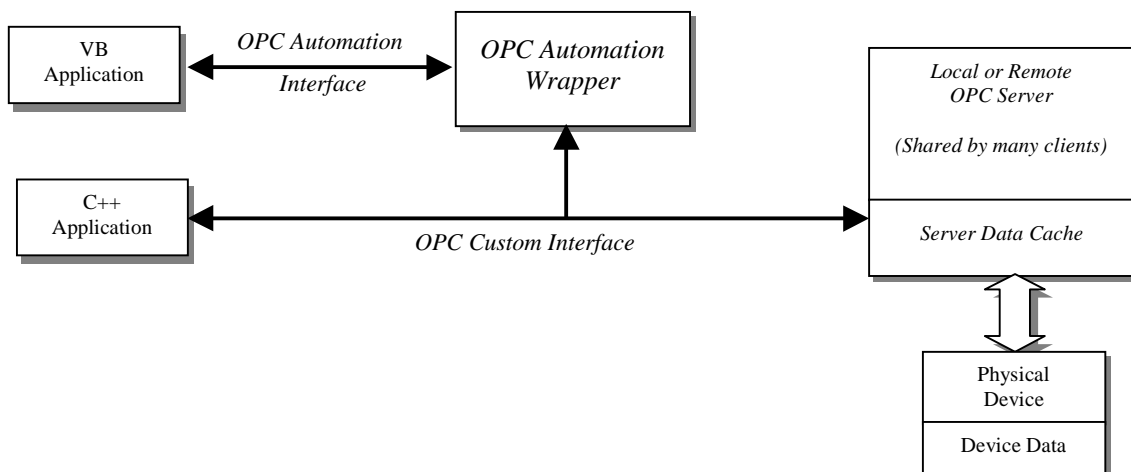 VB
Application
OPC Automation
Interface
OPC Automation
Wrapper
Local or Remote
OPC Server
(Shared by many clients)
C++
Application
OPC Custom Interface
Server Data Cache
Physical
Device
Device Data